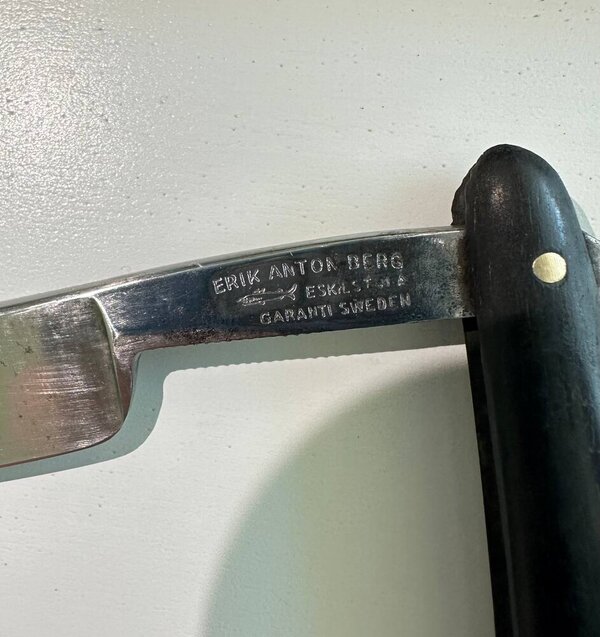 ERIK ANTON BERG
ESKILSTUNA
GARANTI SWEDEN